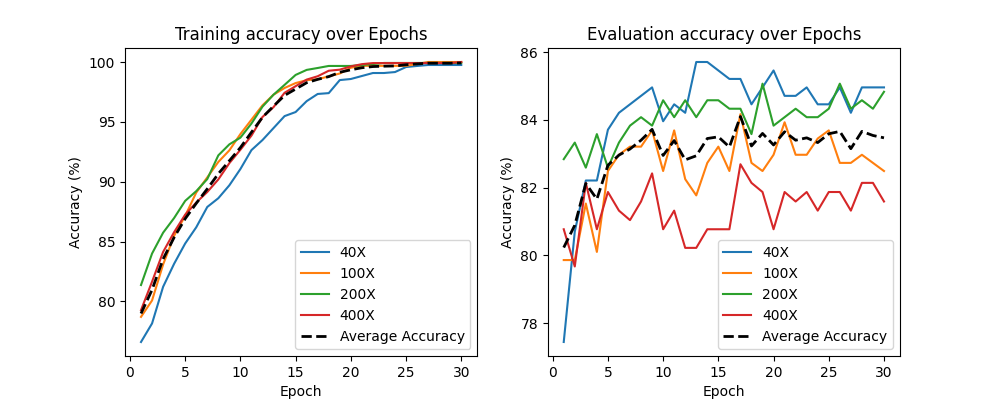 Training accuracy over Epochs
Accuracy (%)
100
95
90
85
80
0 5 10 15 20 25 30
Epoch
40X
100X
200X
400X
Average Accuracy
Evaluation accuracy over Epochs
Accuracy (%)
86
84
82
80
78
0 5 10 15 20 25 30
Epoch
40X
100X
200X
400X
Average Accuracy